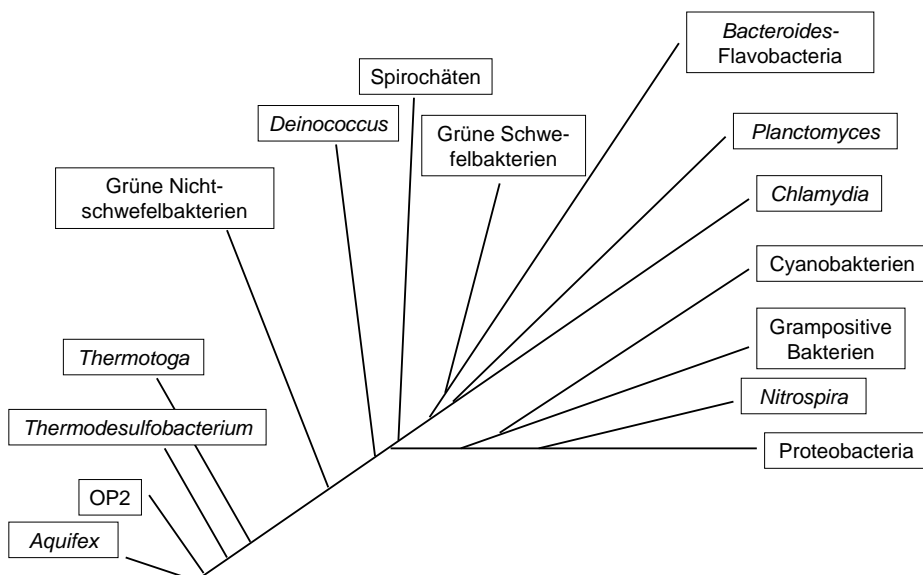 Bacteroides-
Flavobacteria
Spirochäten
Deinococcus
Grüne Schwe-
felbakterien
Planctomyces
Grüne Nicht-
schwefelbakterien
Chlamydia
Cyanobakterien
Grampositive
Bakterien
Thermotoga
Nitrospira
Thermodesulfobacterium
Proteobacteria
OP2
Aquifex